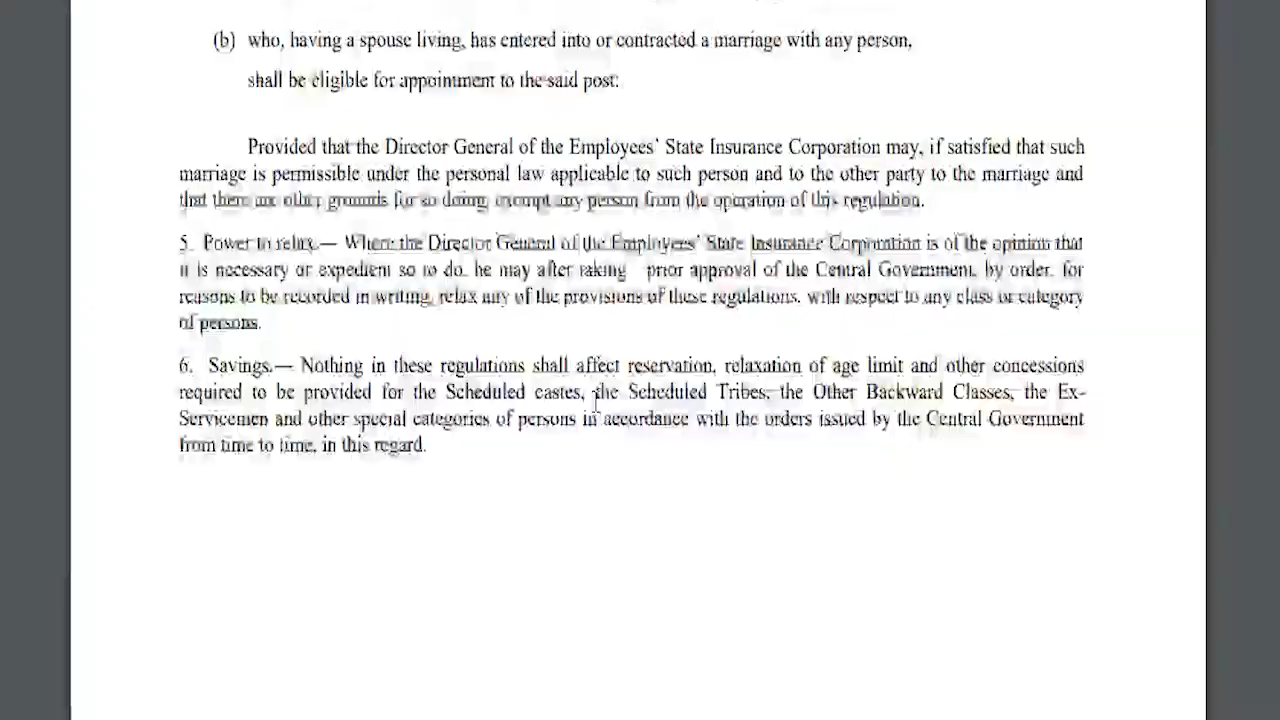 (b) who, having a spouse living, has entered into or contracted a marriage with any person,
shall be eligible for appointment to the said post:
Provided that the Director General of the Employees' State Insurance Corporation may, if satisfied that such
marriage is permissible under the personal law applicable to such person and to the other party to the marriage and
that there are other grounds for so doing, exempt any person from the operation of this regulation.
5. Power to relax.— Where the Director General of the Employees' State Insurance Corporation is of the opinion that
it is necessary or expedient so to do, he may after taking prior approval of the Central Government, by order, for
reasons to be recorded in writing, relax any of the provisions of these regulations, with respect to any class or category
of persons.
6. Savings.— Nothing in these regulations shall affect reservation, relaxation of age limit and other concessions
required to be provided for the Scheduled castes, the Scheduled Tribes, the Other Backward Classes, the Ex-
Servicemen and other special categories of persons in accordance with the orders issued by the Central Government
from time to time, in this regard.